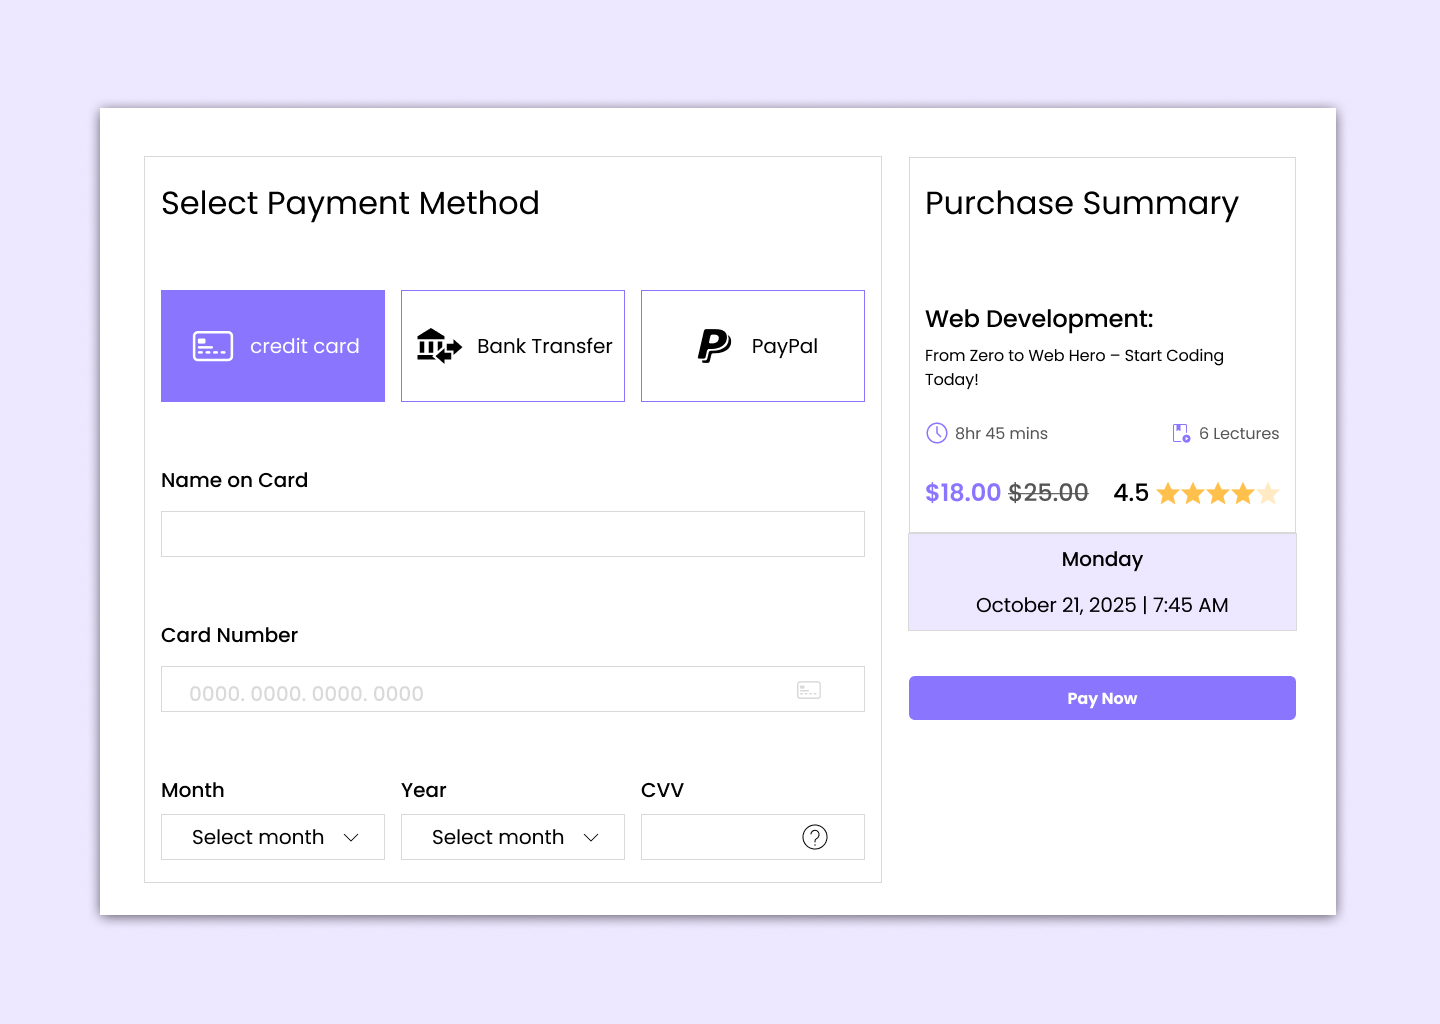 Select Payment Method
credit card
Bank Transfer
PayPal
Name on Card
Card Number
0000. 0000. 0000. 0000
Month
Year
CVV
Select month
Select month
?
Purchase Summary
Web Development:
From Zero to Web Hero – Start Coding
Today!
8hr 45 mins
6 Lectures
$18.00 $25.00
4.5
Monday
October 21, 2025 | 7:45 AM
Pay Now